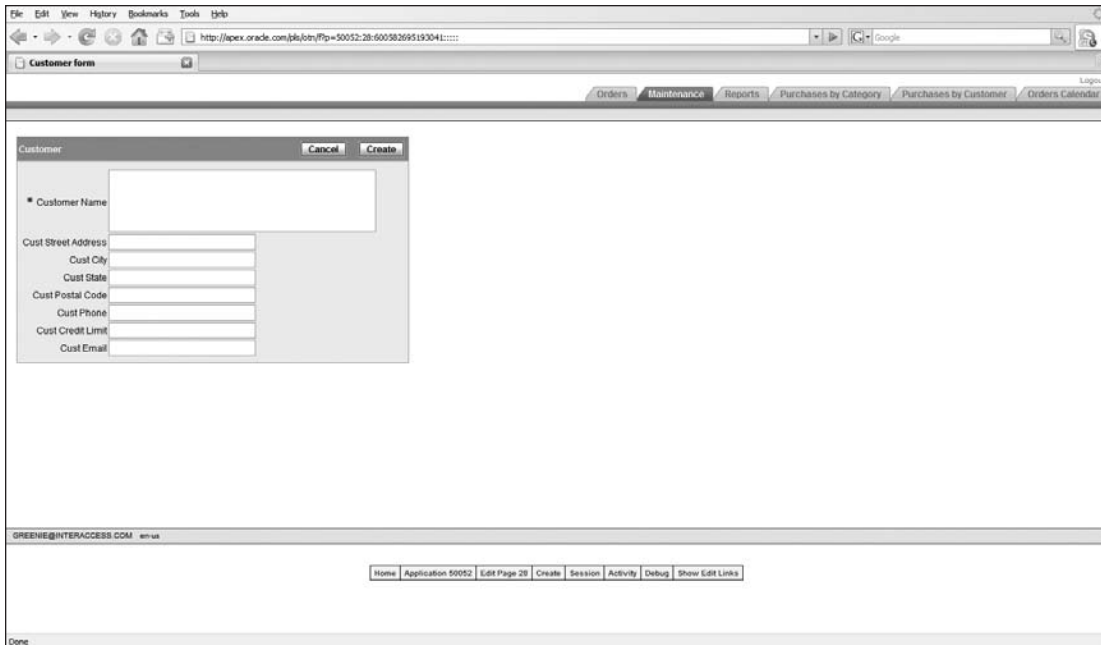 File Edit View History Bookmarks Tools Help
http://apex.oracle.com/pls/otn/f?p=50052:28:600582695193041:::::
Google
Customer form
Logou
Orders Maintenance Reports Purchases by Category Purchases by Customer Orders Calendar
Customer Cancel Create
* Customer Name
Cust Street Address
Cust City
Cust State
Cust Postal Code
Cust Phone
Cust Credit Limit
Cust Email
GREENIE@INTERACCESS.COM en-us
Home Application 50052 Edit Page 28 Create Session Activity Debug Show Edit Links
Done